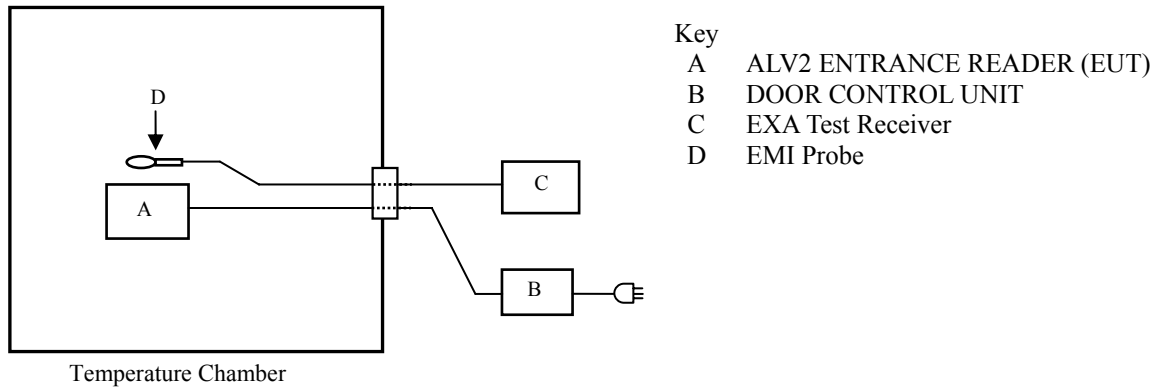 Key
A ALV2 ENTRANCE READER (EUT)
B DOOR CONTROL UNIT
C EXA Test Receiver
D EMI Probe
D
C
A
B
Temperature Chamber